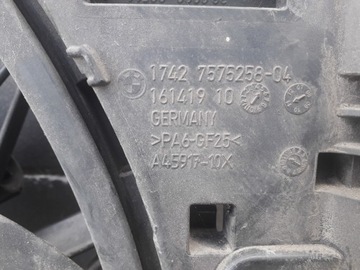 1742 7575258-04
161419 10
GERMANY
>PA6-GF25<
A45917-10X